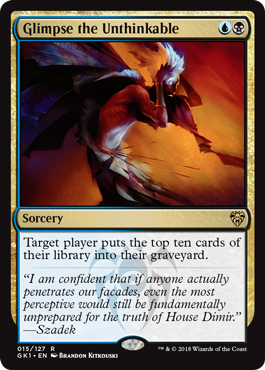 Glimpse the Unthinkable
Sorcery
Target player puts the top ten cards of
their library into their graveyard.
“I am confident that if anyone actually
penetrates our facades, even the most
perceptive would still be fundamentally
unprepared for the truth of House Dimir.”
—Szadek
015/127 R
GK1 • EN BRANDON KITKOUSKI
™ & © 2018 Wizards of the Coast